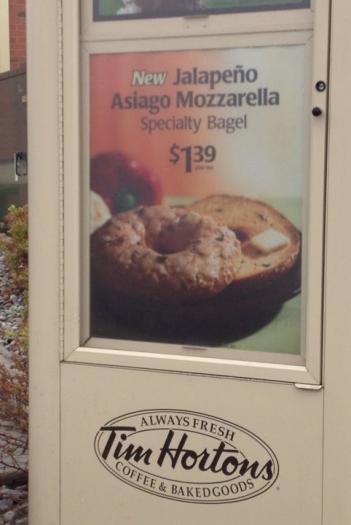 New Jalapeño
Asiago Mozzarella
Specialty Bagel
$1.39
ALWAYS FRESH
Tim Hortons
COFFEE & BAKED GOODS